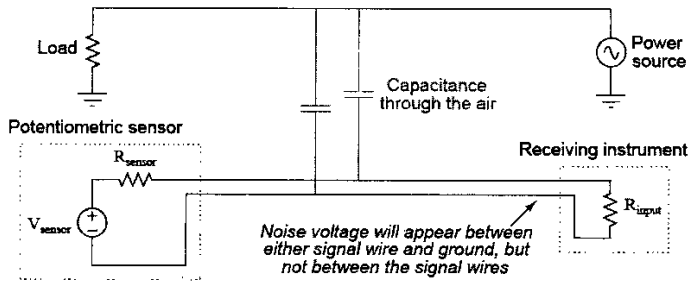 Load
Power
source
Capacitance
through the air
Potentiometric sensor
Receiving instrument
Rsensor
Vsensor
+
−
Rinput
Noise voltage will appear between
either signal wire and ground, but
not between the signal wires